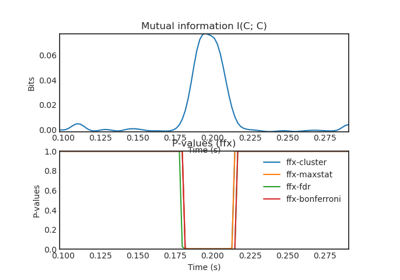 Mutual information I(C; C)
Bits
0.06
0.04
0.02
0.00
0.100 0.125 0.150 0.175 0.200 0.225 0.250 0.275
Time (s)
P-values (ffx)
P-values
1.0
0.8
0.6
0.4
0.2
0.0
ffx-cluster
ffx-maxstat
ffx-fdr
ffx-bonferroni
0.100 0.125 0.150 0.175 0.200 0.225 0.250 0.275
Time (s)